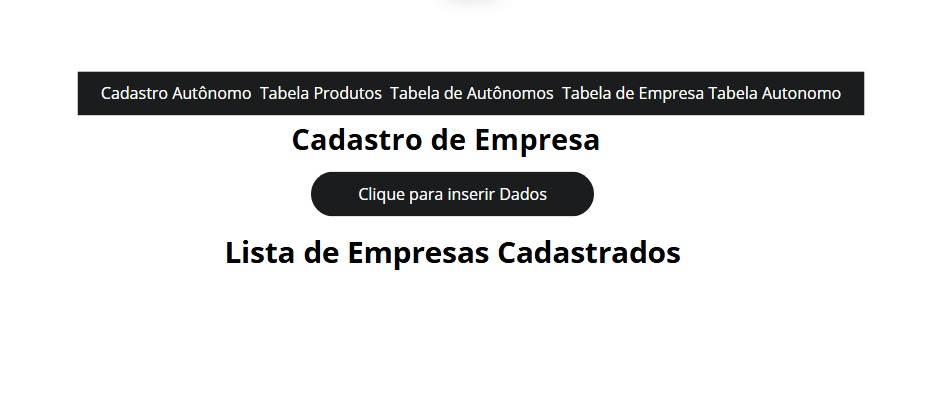 Cadastro Autônomo Tabela Produtos Tabela de Autônomos Tabela de Empresa Tabela Autonomo
Cadastro de Empresa
Clique para inserir Dados
Lista de Empresas Cadastrados